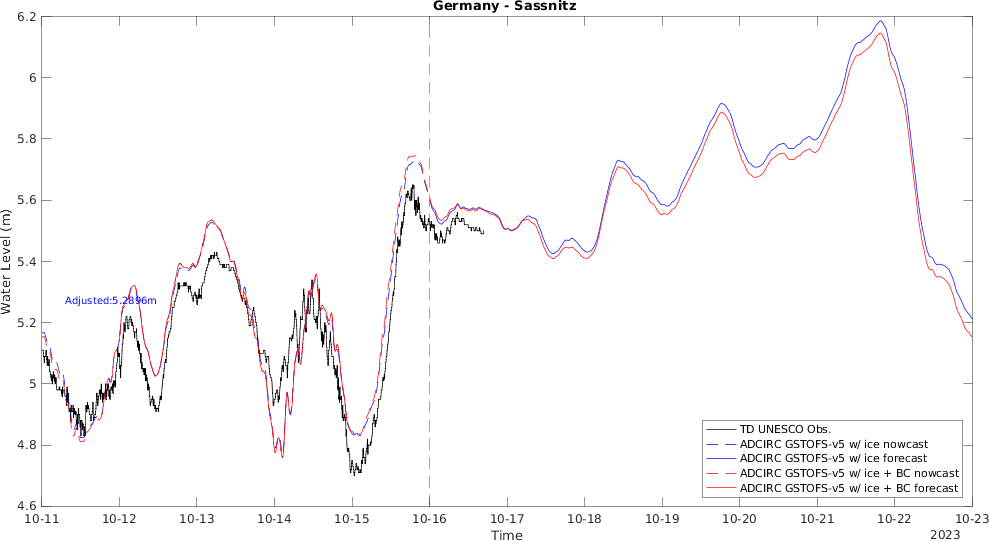 Germany - Sassnitz
Water Level (m)
6.2
6
5.8
5.6
5.4
5.2
5
4.8
4.6
Adjusted:5.2896m
TD UNESCO Obs.
ADCIRC GSTOFS-v5 w/ ice nowcast
ADCIRC GSTOFS-v5 w/ ice forecast
ADCIRC GSTOFS-v5 w/ ice + BC nowcast
ADCIRC GSTOFS-v5 w/ ice + BC forecast
10-11 10-12 10-13 10-14 10-15 10-16 10-17 10-18 10-19 10-20 10-21 10-22 10-23
Time
2023